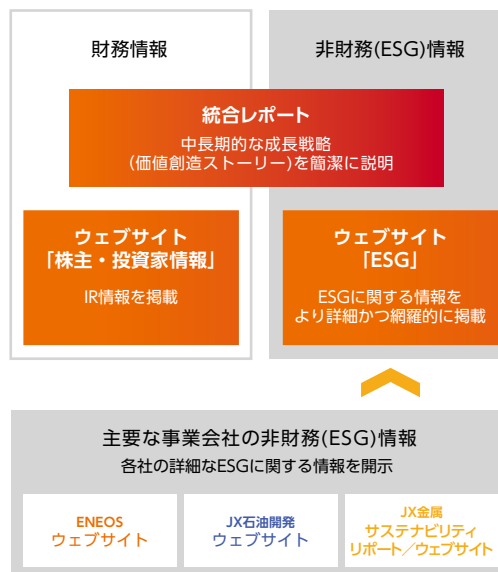 財務情報
非財務(ESG)情報
統合レポート
中長期的な成長戦略
(価値創造ストーリー)を簡潔に説明
ウェブサイト
「株主・投資家情報」
IR情報を掲載
ウェブサイト
「ESG」
ESGに関する情報を
より詳細かつ網羅的に掲載
主要な事業会社の非財務(ESG)情報
各社の詳細なESGに関する情報を開示
ENEOS
ウェブサイト
JX石油開発
ウェブサイト
JX金属
サステナビリティ
リポート／ウェブサイト